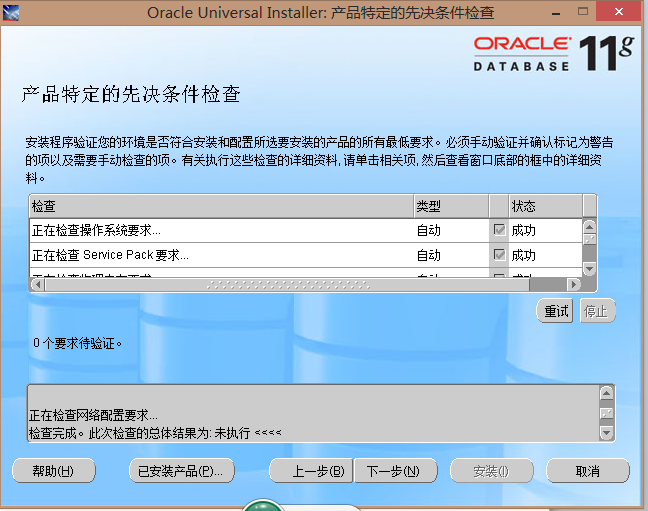 Oracle Universal Installer: 产品特定的先决条件检查
ORACLE
DATABASE 11g
产品特定的先决条件检查
安装程序验证您的环境是否符合安装和配置所选要安装的产品的所有最低要求。必须手动验证并确认标记为警告
的项以及需要手动检查的项。有关执行这些检查的详细资料, 请单击相关项, 然后查看窗口底部的框中的详细资
料。
检查 类型 状态
正在检查操作系统要求... 自动 成功
正在检查 Service Pack 要求... 自动 成功
重试 停止
0 个要求待验证。
正在检查网络配置要求...
检查完成。此次检查的总体结果为: 未执行 <<<<
帮助(H) 已安装产品(P)... 上一步(B) 下一步(N) 安装(I) 取消